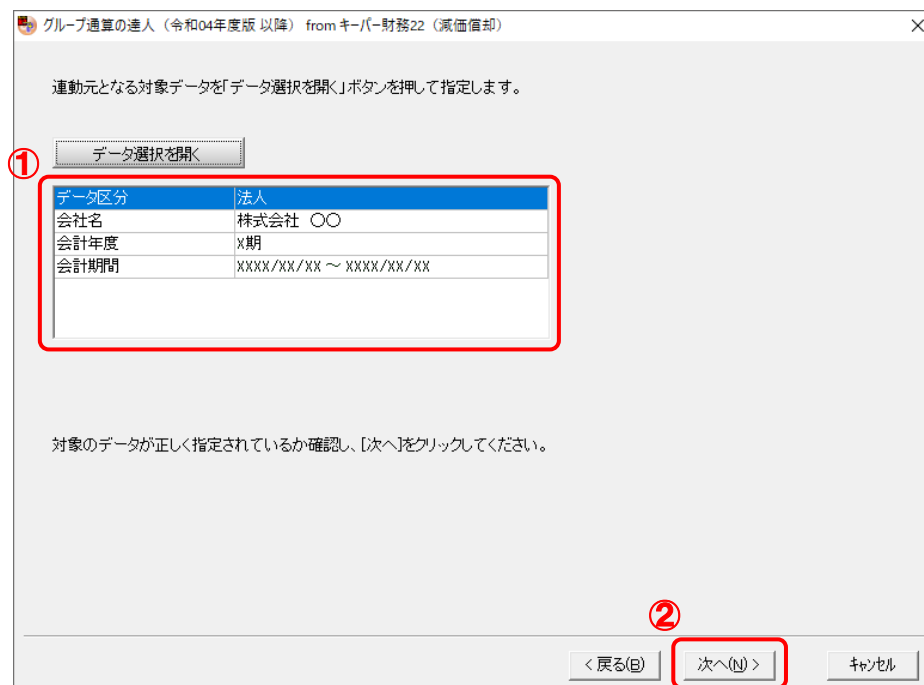 グループ通算の達人（令和04年度版 以降） from キーパー財務22（減価償却）
連動元となる対象データを「データ選択を開く」ボタンを押して指定します。
データ選択を開く
①
データ区分 法人
会社名 株式会社 〇〇
会計年度 X期
会計期間 XXXX/XX/XX ～ XXXX/XX/XX
対象のデータが正しく指定されているか確認し、[次へ]をクリックしてください。
②
< 戻る(B) 次へ(N) > キャンセル